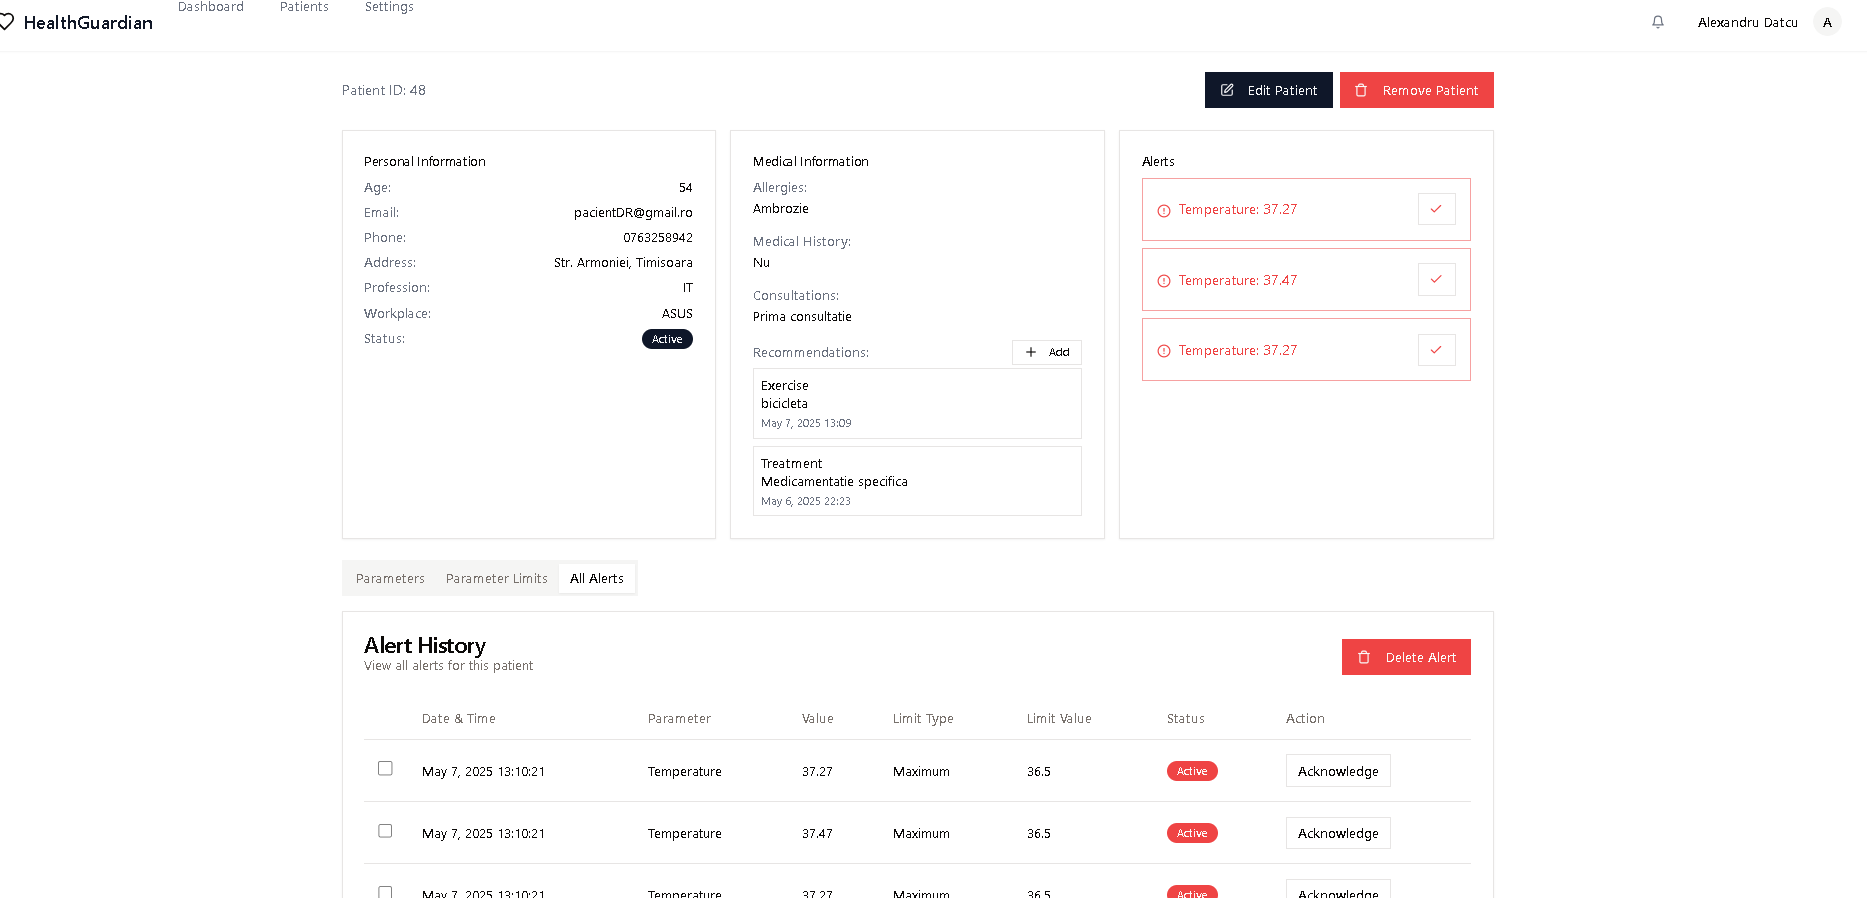 HealthGuardian Dashboard Patients Settings Alexandru Datcu A
Patient ID: 48 Edit Patient Remove Patient
Personal Information
Age: 54
Email: pacientDR@gmail.ro
Phone: 0763258942
Address: Str. Armoniei, Timisoara
Profession: IT
Workplace: ASUS
Status: Active
Medical Information
Allergies:
Ambrozie
Medical History:
Nu
Consultations:
Prima consultatie
Recommendations: Add
Exercise
bicicleta
May 7, 2025 13:09
Treatment
Medicamentatie specifica
May 6, 2025 22:23
Alerts
Temperature: 37.27
Temperature: 37.47
Temperature: 37.27
Parameters Parameter Limits All Alerts
Alert History
View all alerts for this patient
Delete Alert
Date & Time Parameter Value Limit Type Limit Value Status Action
May 7, 2025 13:10:21 Temperature 37.27 Maximum 36.5 Active Acknowledge
May 7, 2025 13:10:21 Temperature 37.47 Maximum 36.5 Active Acknowledge
May 7, 2025 13:10:21 Temperature 37.27 Maximum 36.5 Active Acknowledge